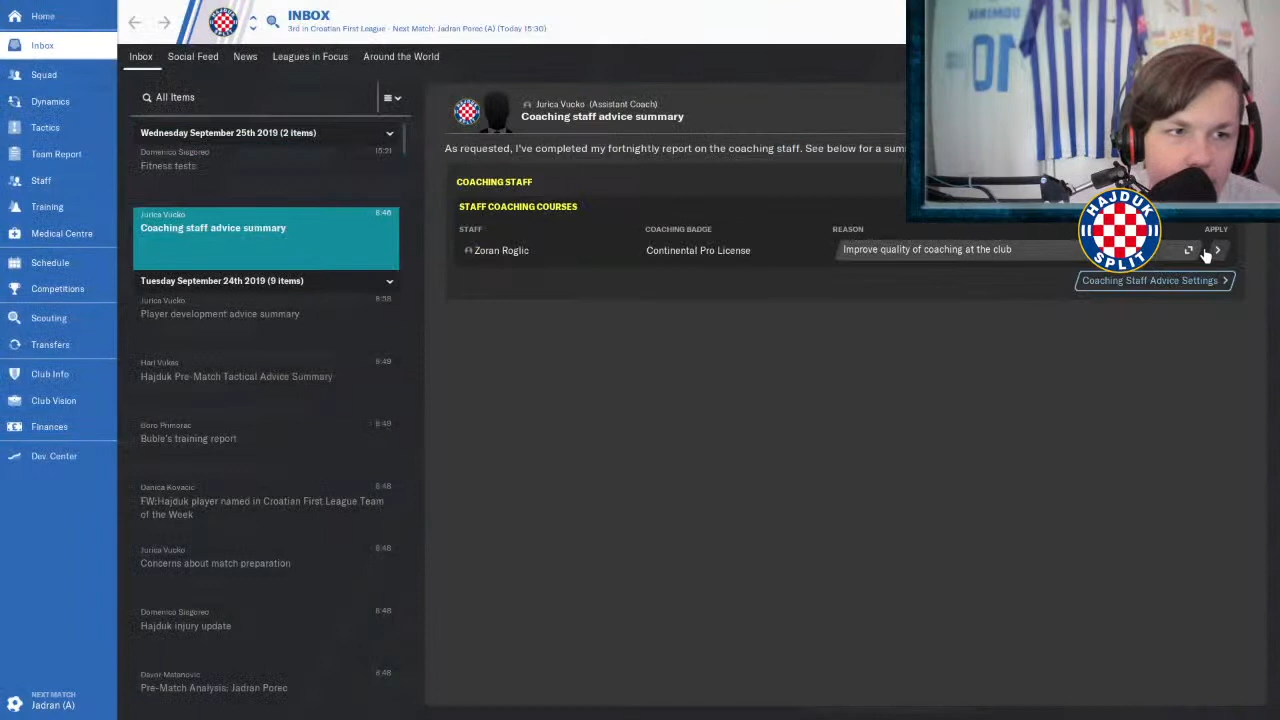 Home
Inbox
Squad
Dynamics
Tactics
Team Report
Staff
Training
Medical Centre
Schedule
Competitions
Scouting
Transfers
Club Info
Club Vision
Finances
Dev. Center
NEXT MATCH
Jadran (A)
INBOX
3rd in Croatian First League - Next Match: Jadran Porec (A) (Today 15:30)
Inbox Social Feed News Leagues in Focus Around the World
All Items
Wednesday September 25th 2019 (2 items)
Domenico Sisgoreo 15:21
Fitness tests
Jurica Vucko 8:46
Coaching staff advice summary
Tuesday September 24th 2019 (9 items)
Jurica Vucko
Player development advice summary
Hari Vukas 8:49
Hajduk Pre-Match Tactical Advice Summary
Boro Primorac 8:48
Buble's training report
Danica Kovacic 8:48
FW:Hajduk player named in Croatian First League Team
of the Week
Jurica Vucko 8:48
Concerns about match preparation
Domenico Sisgoreo 8:48
Hajduk injury update
Davor Matanovic 8:48
Pre-Match Analysis: Jadran Porec
Jurica Vucko (Assistant Coach)
Coaching staff advice summary
As requested, I've completed my fortnightly report on the coaching staff. See below for a
COACHING STAFF
STAFF COACHING COURSES
STAFF COACHING BADGE REASON APPLY
Zoran Roglic Continental Pro License Improve quality of coaching at the club
Coaching Staff Advice Settings
DOMINIK
10
HAJDUK
SPLIT